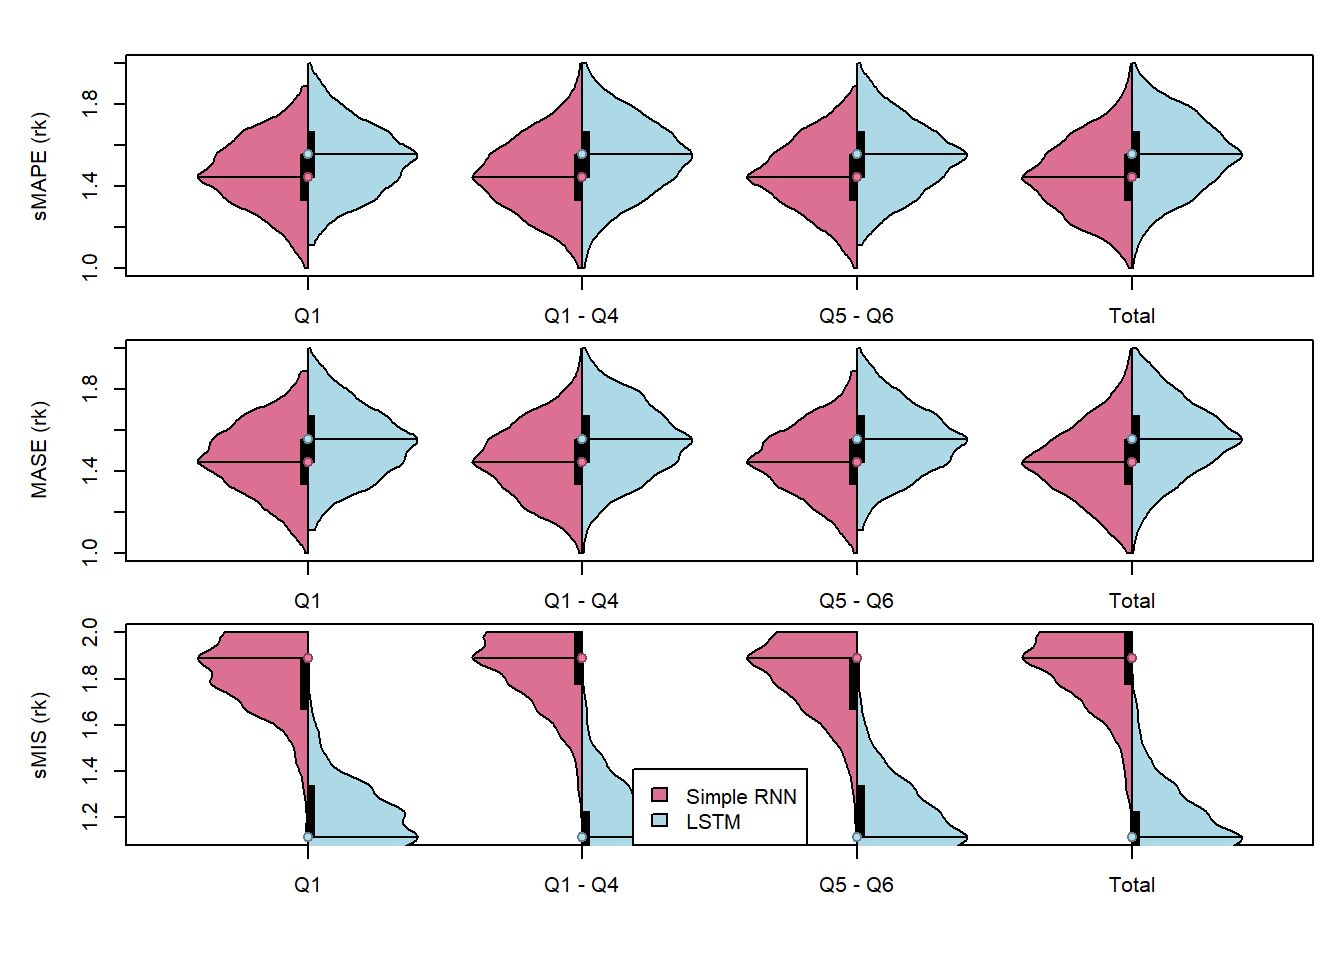 sMAPE (rk)
1.8
1.4
1.0
Q1
Q1 - Q4
Q5 - Q6
Total
MASE (rk)
1.8
1.4
1.0
Q1
Q1 - Q4
Q5 - Q6
Total
sMIS (rk)
2.0
1.8
1.6
1.4
1.2
Simple RNN
LSTM
Q1
Q1 - Q4
Q5 - Q6
Total